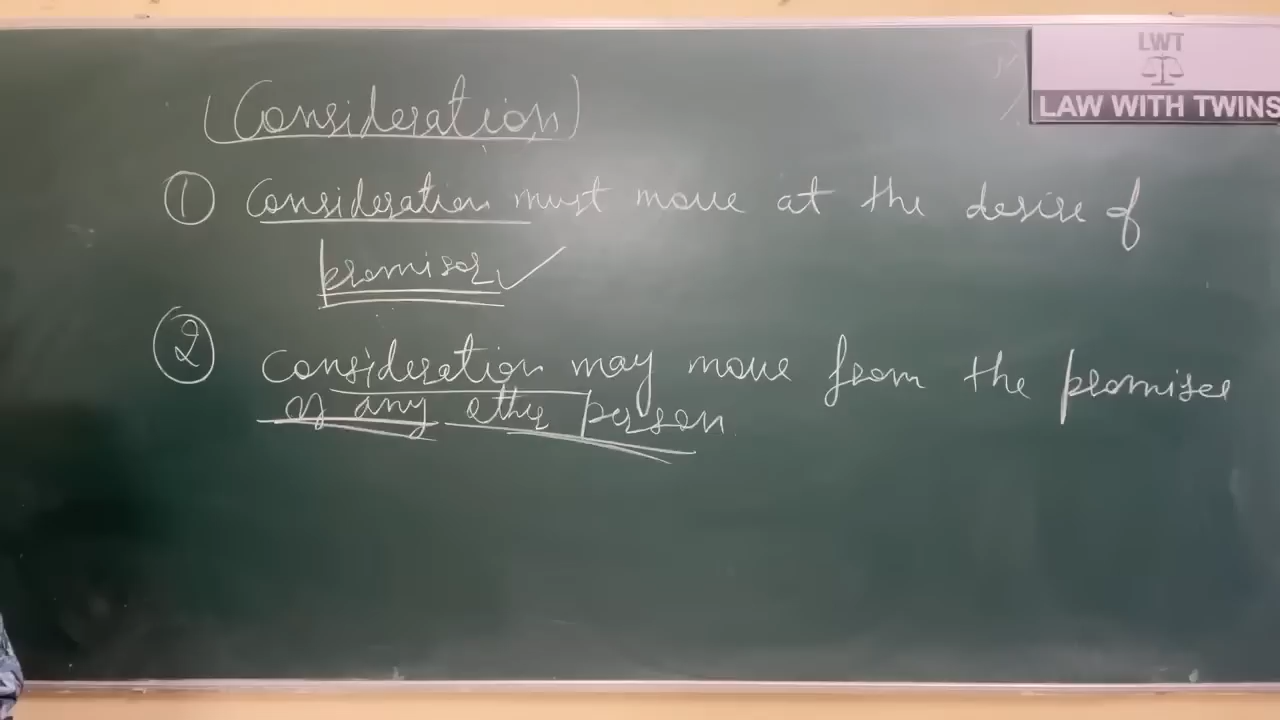 LWT
LAW WITH TWINS
(Consideration)
① Consideration must move at the desire of
promisor ✓
② Consideration may move from the promisee
or any other person